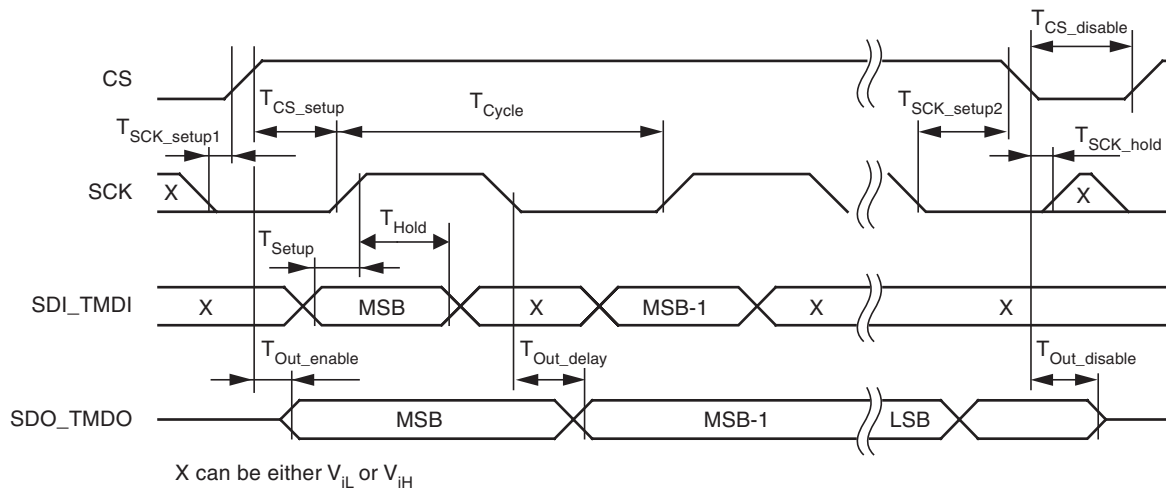 T_CS_disable
CS
T_CS_setup
T_Cycle
T_SCK_setup2
T_SCK_setup1
T_SCK_hold
SCK
X
X
T_Hold
T_Setup
SDI_TMDI
X
MSB
X
MSB-1
X
X
T_Out_enable
T_Out_delay
T_Out_disable
SDO_TMDO
MSB
MSB-1
LSB
X can be either V_iL or V_iH